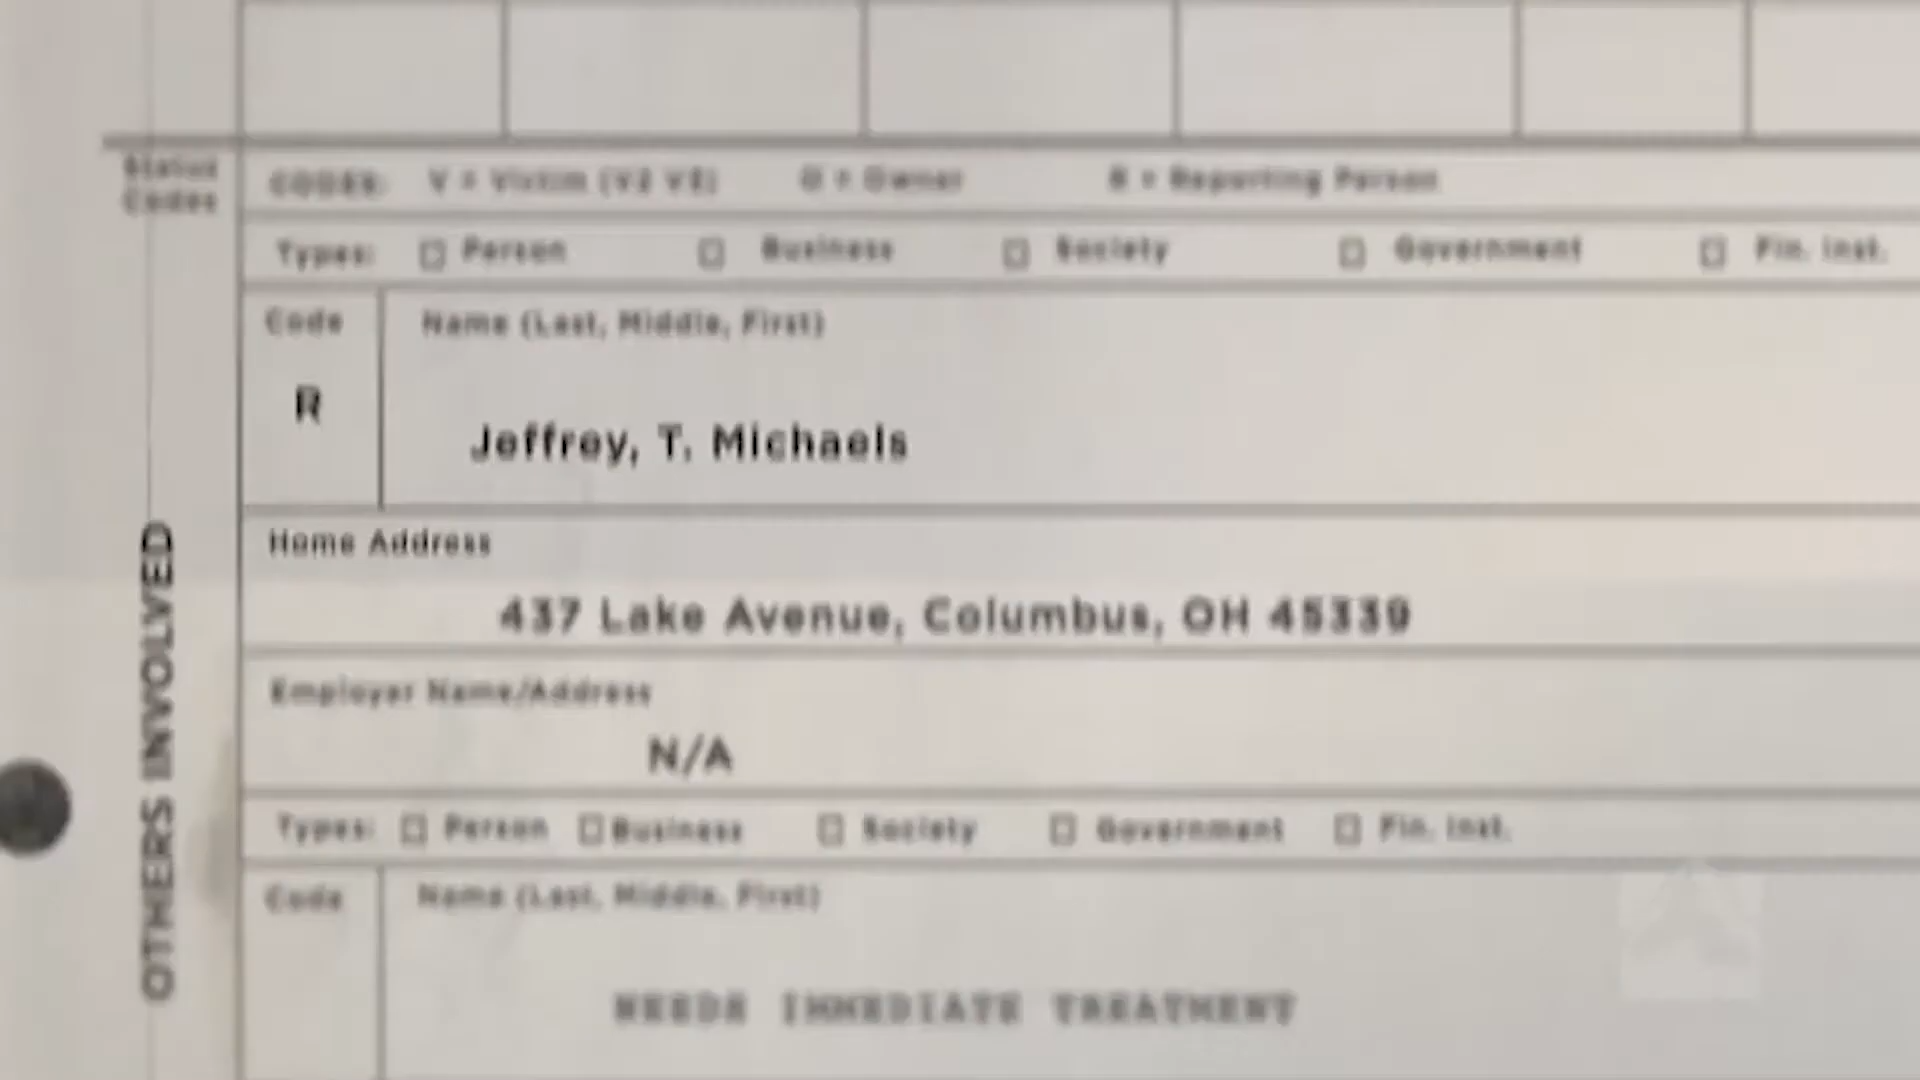 Status
Codes
CODES: V = Victim (V2 V3) O = Owner R = Reporting Person
Types: Person Business Society Government Fin. Inst.
Code Name (Last, Middle, First)
R
Jeffrey, T. Michaels
Home Address
437 Lake Avenue, Columbus, OH 45339
Employer Name/Address
N/A
Types: Person Business Society Government Fin. Inst.
Code Name (Last, Middle, First)
NEEDS IMMEDIATE TREATMENT
OTHERS INVOLVED